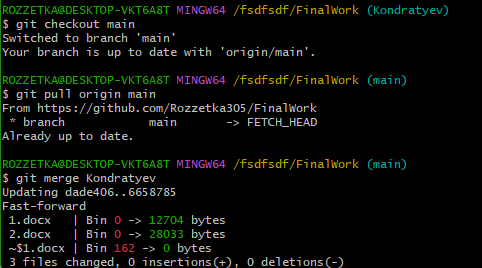 ROZZETKA@DESKTOP-VKT6A8T MINGW64 /fsdfsdf/FinalWork (Kondratyev)
$ git checkout main
Switched to branch 'main'
Your branch is up to date with 'origin/main'.
ROZZETKA@DESKTOP-VKT6A8T MINGW64 /fsdfsdf/FinalWork (main)
$ git pull origin main
From https://github.com/Rozzetka305/FinalWork
 * branch            main       -> FETCH_HEAD
Already up to date.
ROZZETKA@DESKTOP-VKT6A8T MINGW64 /fsdfsdf/FinalWork (main)
$ git merge Kondratyev
Updating dade406..6658785
Fast-forward
 1.docx   | Bin 0 -> 12704 bytes
 2.docx   | Bin 0 -> 28033 bytes
 ~$1.docx | Bin 162 -> 0 bytes
 3 files changed, 0 insertions(+), 0 deletions(-)